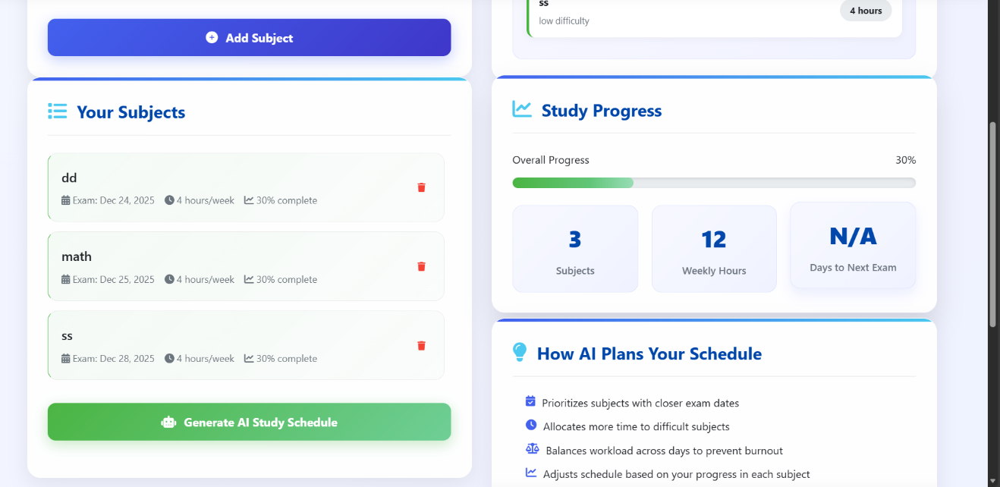 Add Subject
Your Subjects
dd
Exam: Dec 24, 2025 4 hours/week 30% complete
math
Exam: Dec 25, 2025 4 hours/week 30% complete
ss
Exam: Dec 28, 2025 4 hours/week 30% complete
Generate AI Study Schedule
ss
4 hours
low difficulty
Study Progress
Overall Progress 30%
3
Subjects
12
Weekly Hours
N/A
Days to Next Exam
How AI Plans Your Schedule
Prioritizes subjects with closer exam dates
Allocates more time to difficult subjects
Balances workload across days to prevent burnout
Adjusts schedule based on your progress in each subject